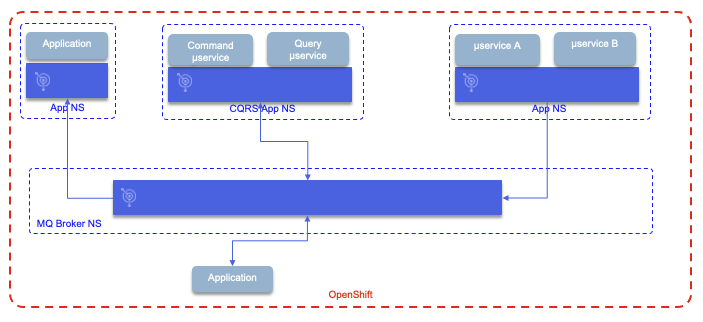 Application
App NS
Command
µservice
Query
µservice
CQRS App NS
µservice A
µservice B
App NS
MQ Broker NS
Application
OpenShift